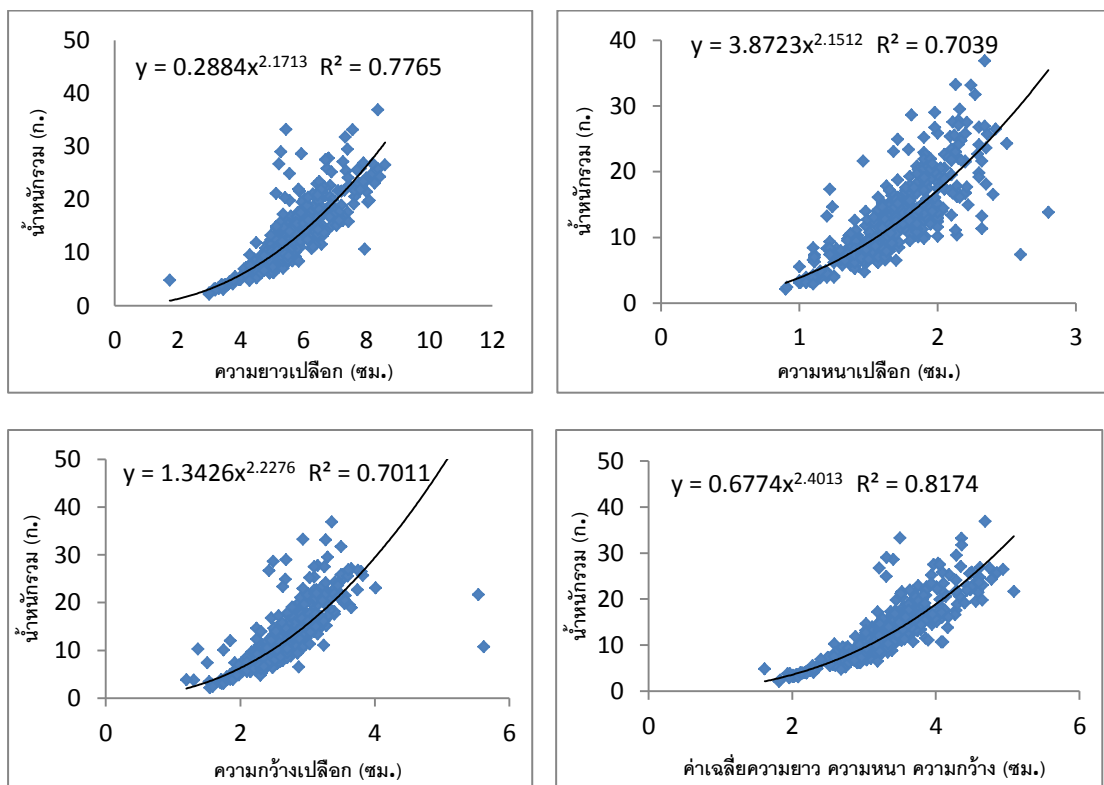 y = 0.2884x^2.1713 R² = 0.7765
น้ำหนักรวม (ก.)
50
40
30
20
10
0
0 2 4 6 8 10 12
ความยาวเปลือก (ซม.)
y = 3.8723x^2.1512 R² = 0.7039
น้ำหนักรวม (ก.)
40
30
20
10
0
0 1 2 3
ความหนาเปลือก (ซม.)
y = 1.3426x^2.2276 R² = 0.7011
น้ำหนักรวม (ก.)
50
40
30
20
10
0
0 2 4 6
ความกว้างเปลือก (ซม.)
y = 0.6774x^2.4013 R² = 0.8174
น้ำหนักรวม (ก.)
50
40
30
20
10
0
0 2 4 6
ค่าเฉลี่ยความยาว ความหนา ความกว้าง (ซม.)